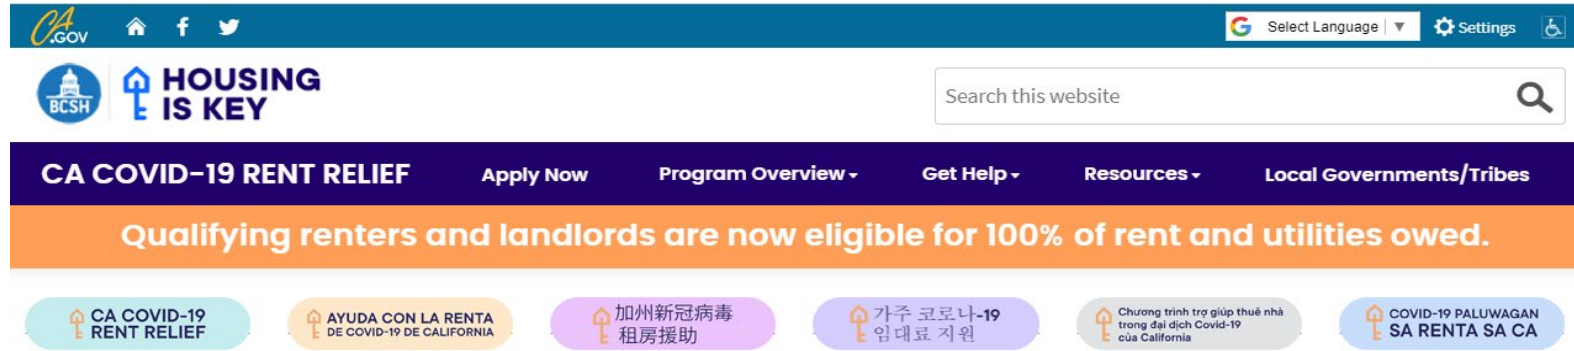 CA
.GOV
Select Language ▼
Settings
BCSH
HOUSING
IS KEY
Search this website
CA COVID-19 RENT RELIEF
Apply Now
Program Overview
Get Help
Resources
Local Governments/Tribes
Qualifying renters and landlords are now eligible for 100% of rent and utilities owed.
CA COVID-19
RENT RELIEF
AYUDA CON LA RENTA
DE COVID-19 DE CALIFORNIA
加州新冠病毒
租房援助
가주 코로나-19
임대료 지원
Chương trình trợ giúp thuê nhà
trong đại dịch Covid-19
của California
COVID-19 PALUWAGAN
SA RENTA SA CA